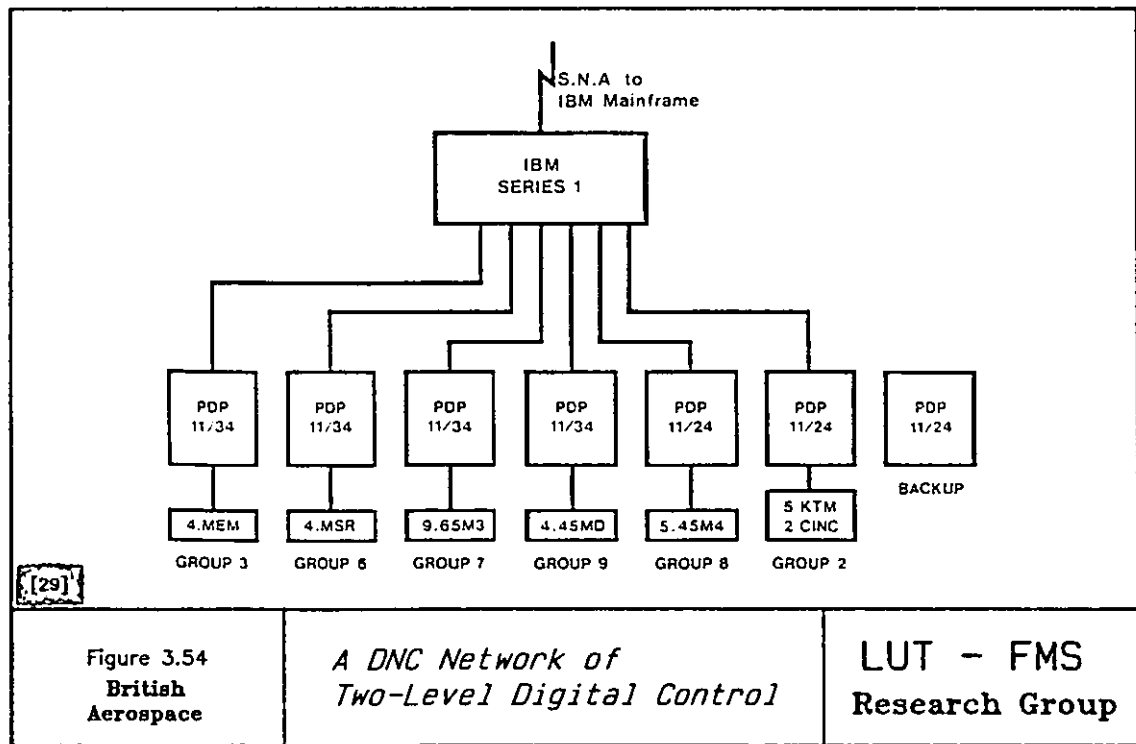 S.N.A to
IBM Mainframe
IBM
SERIES 1
PDP
11/34
PDP
11/34
PDP
11/34
PDP
11/34
PDP
11/24
PDP
11/24
PDP
11/24
BACKUP
4.MEM
4.MSR
9.65M3
4.45MD
5.45M4
5 KTM
2 CINC
GROUP 3
GROUP 6
GROUP 7
GROUP 9
GROUP 8
GROUP 2
[29]
Figure 3.54
British
Aerospace
A DNC Network of
Two-Level Digital Control
LUT - FMS
Research Group